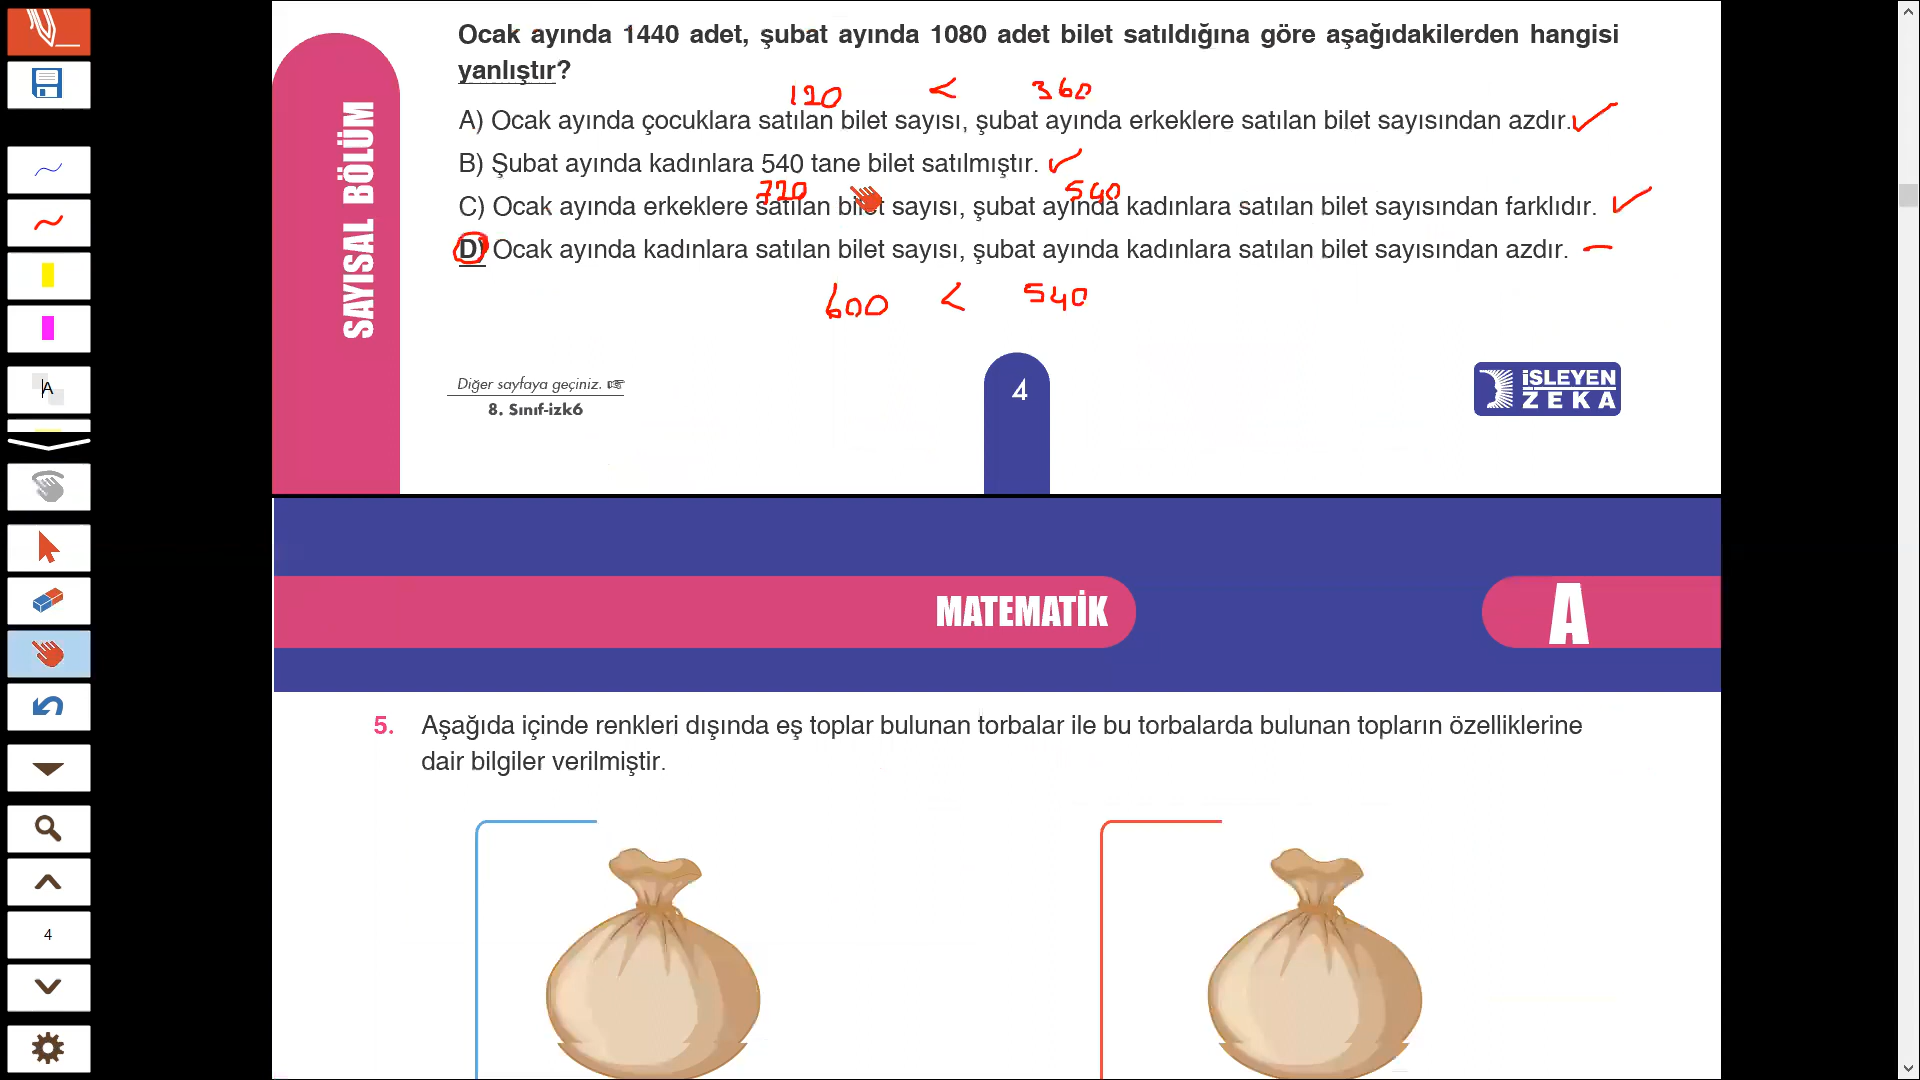 Ocak ayında 1440 adet, şubat ayında 1080 adet bilet satıldığına göre aşağıdakilerden hangisi
yanlıştır?
120 < 360
A) Ocak ayında çocuklara satılan bilet sayısı, şubat ayında erkeklere satılan bilet sayısından azdır.
B) Şubat ayında kadınlara 540 tane bilet satılmıştır.
720 540
C) Ocak ayında erkeklere satılan bilet sayısı, şubat ayında kadınlara satılan bilet sayısından farklıdır.
D) Ocak ayında kadınlara satılan bilet sayısı, şubat ayında kadınlara satılan bilet sayısından azdır.
600 < 540
SAYISAL BÖLÜM
Diğer sayfaya geçiniz.
8. Sınıf-izk6
4
İŞLEYEN
ZEKA
MATEMATİK
A
5. Aşağıda içinde renkleri dışında eş toplar bulunan torbalar ile bu torbalarda bulunan topların özelliklerine
dair bilgiler verilmiştir.
A
4